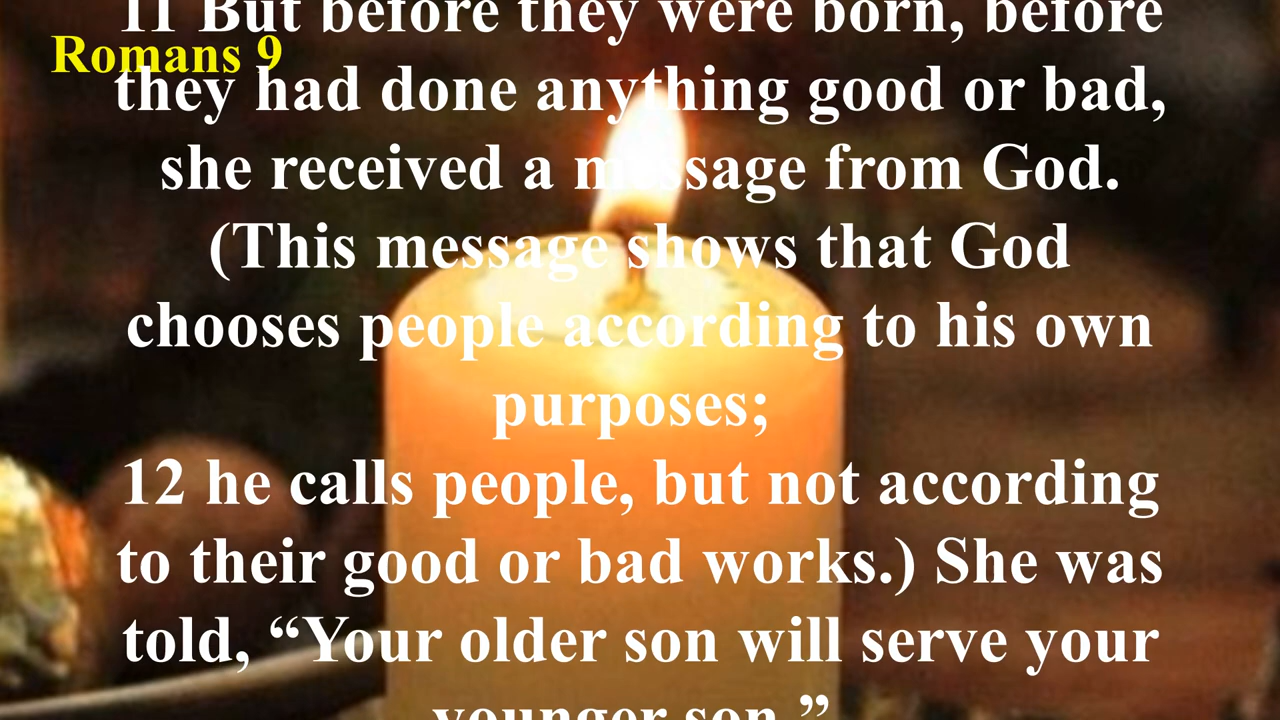 11 But before they were born, before
Romans 9
they had done anything good or bad,
she received a message from God.
(This message shows that God
chooses people according to his own
purposes;
12 he calls people, but not according
to their good or bad works.) She was
told, “Your older son will serve your
younger son.”